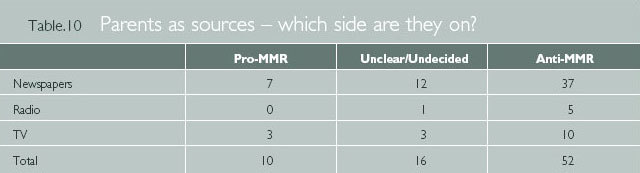 Table.10 Parents as sources – which side are they on?
Pro-MMR Unclear/Undecided Anti-MMR
Newspapers 7 12 37
Radio 0 1 5
TV 3 3 10
Total 10 16 52